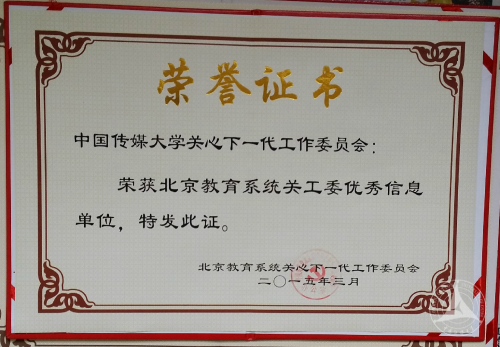 荣誉证书
中国传媒大学关心下一代工作委员会：
荣获北京教育系统关工委优秀信息
单位，特发此证。
北京教育系统关心下一代工作委员会
二〇一五年三月